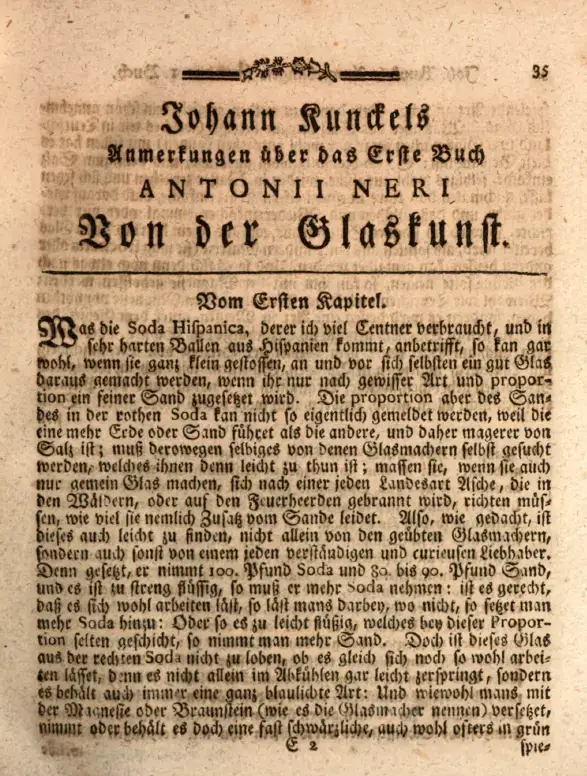 35
Johann Kunckels
Anmerkungen über das Erste Buch
ANTONII NERI
Von der Glaskunst.
Vom Ersten Kapitel.
Was die Soda Hispanica, derer ich viel Centner verbraucht, und in
sehr harten Ballen aus Hispanien kommt, anbetrifft, so kan gar
wohl, wenn sie ganz klein gestossen, an und vor sich selbsten ein gut Glas
daraus gemacht werden, wenn ihr nur nach gewisser Art und propor-
tion ein feiner Sand zugesetzt wird. Die proportion aber des San-
des in der rothen Soda kan nicht so eigentlich gemeldet werden, weil die
eine mehr Erde oder Sand führet als die andere, und daher magerer von
Salz ist; muß derowegen selbiges von denen Glasmachern selbst gesucht
werden, welches ihnen denn leicht zu thun ist; massen sie, wenn sie auch
nur gemein Glas machen, sich nach einer jeden Landesart Asche, die in
den Wäldern, oder auf den Feuerheerden gebrannt wird, richten müs-
sen, wie viel sie nemlich Zusatz vom Sande leidet. Also, wie gedacht, ist
dieses auch leicht zu finden, nicht allein von den geübten Glasmachern,
sondern auch sonst von einem jeden verständigen und curieusen Liebhaber.
Denn gesetzt, er nimmt 100. Pfund Soda und 80. bis 90. Pfund Sand,
und es ist zu streng flüssig, so muß er mehr Soda nehmen: ist es gerecht,
daß es sich wohl arbeiten läst, so läst mans darbey, wo nicht, so setzet man
mehr Soda hinzu: Oder so es zu leicht flüßig, welches bey dieser Propor-
tion selten geschicht, so nimmt man mehr Sand. Doch ist dieses Glas
aus der rechten Soda nicht zu loben, ob es gleich sich noch so wohl arbei-
ten lässet, denn es nicht allein im Abkühlen gar leicht zerspringt, sondern
es behält auch immer eine ganz blaulichte Art: Und wiewohl mans mit
der Magnesie oder Braunstein (wie es die Glasmacher nennen) versetzet,
nimmt oder behält es doch eine fast schwärzliche, auch wohl öfters in grün
E 2
spie-